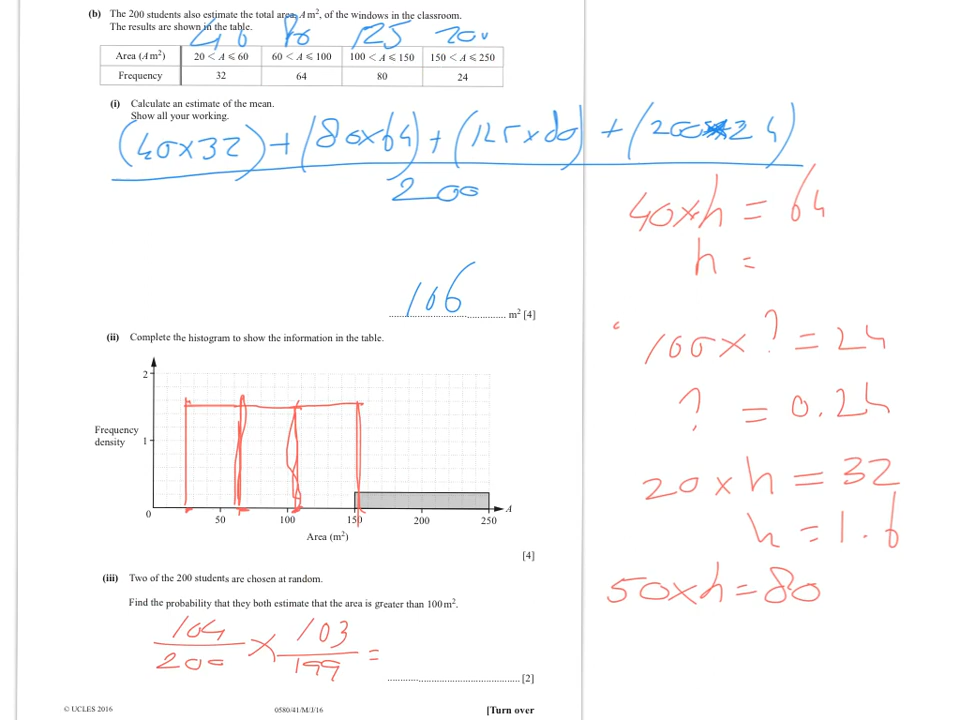 (b) The 200 students also estimate the total area, A m², of the windows in the classroom.
The results are shown in the table.
40 80 125 200
Area (A m²) 20 < A ⩽ 60 60 < A ⩽ 100 100 < A ⩽ 150 150 < A ⩽ 250
Frequency 32 64 80 24
(i) Calculate an estimate of the mean.
Show all your working.
(40×32)+(80×64)+(125×80)+(200×24)
200
40×h = 64
h =
106
m² [4]
(ii) Complete the histogram to show the information in the table.
100× ? = 24
? = 0.24
20×h = 32
h = 1.6
50×h = 80
2
Frequency
density
1
0 50 100 150 200 250 A
Area (m²)
[4]
(iii) Two of the 200 students are chosen at random.
Find the probability that they both estimate that the area is greater than 100 m².
104 × 103 =
200 199
[2]
© UCLES 2016 0580/41/M/J/16 [Turn over